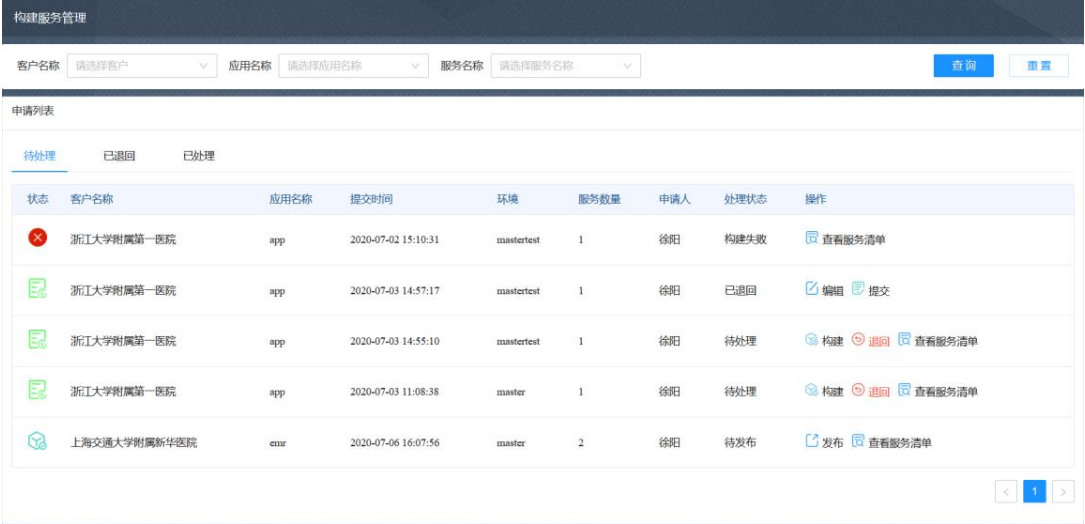 构建服务管理
客户名称 请选择客户 应用名称 请选择应用名称 服务名称 请选择服务名称 查询 重置
申请列表
待处理 已退回 已处理
状态 客户名称 应用名称 提交时间 环境 服务数量 申请人 处理状态 操作
浙江大学附属第一医院 app 2020-07-02 15:10:31 mastertest 1 徐阳 构建失败 查看服务清单
浙江大学附属第一医院 app 2020-07-03 14:57:17 mastertest 1 徐阳 已退回 编辑 提交
浙江大学附属第一医院 app 2020-07-03 14:55:10 mastertest 1 徐阳 待处理 构建 退回 查看服务清单
浙江大学附属第一医院 app 2020-07-03 11:08:38 master 1 徐阳 待处理 构建 退回 查看服务清单
上海交通大学附属新华医院 emr 2020-07-06 16:07:56 master 2 徐阳 待发布 发布 查看服务清单
< 1 >